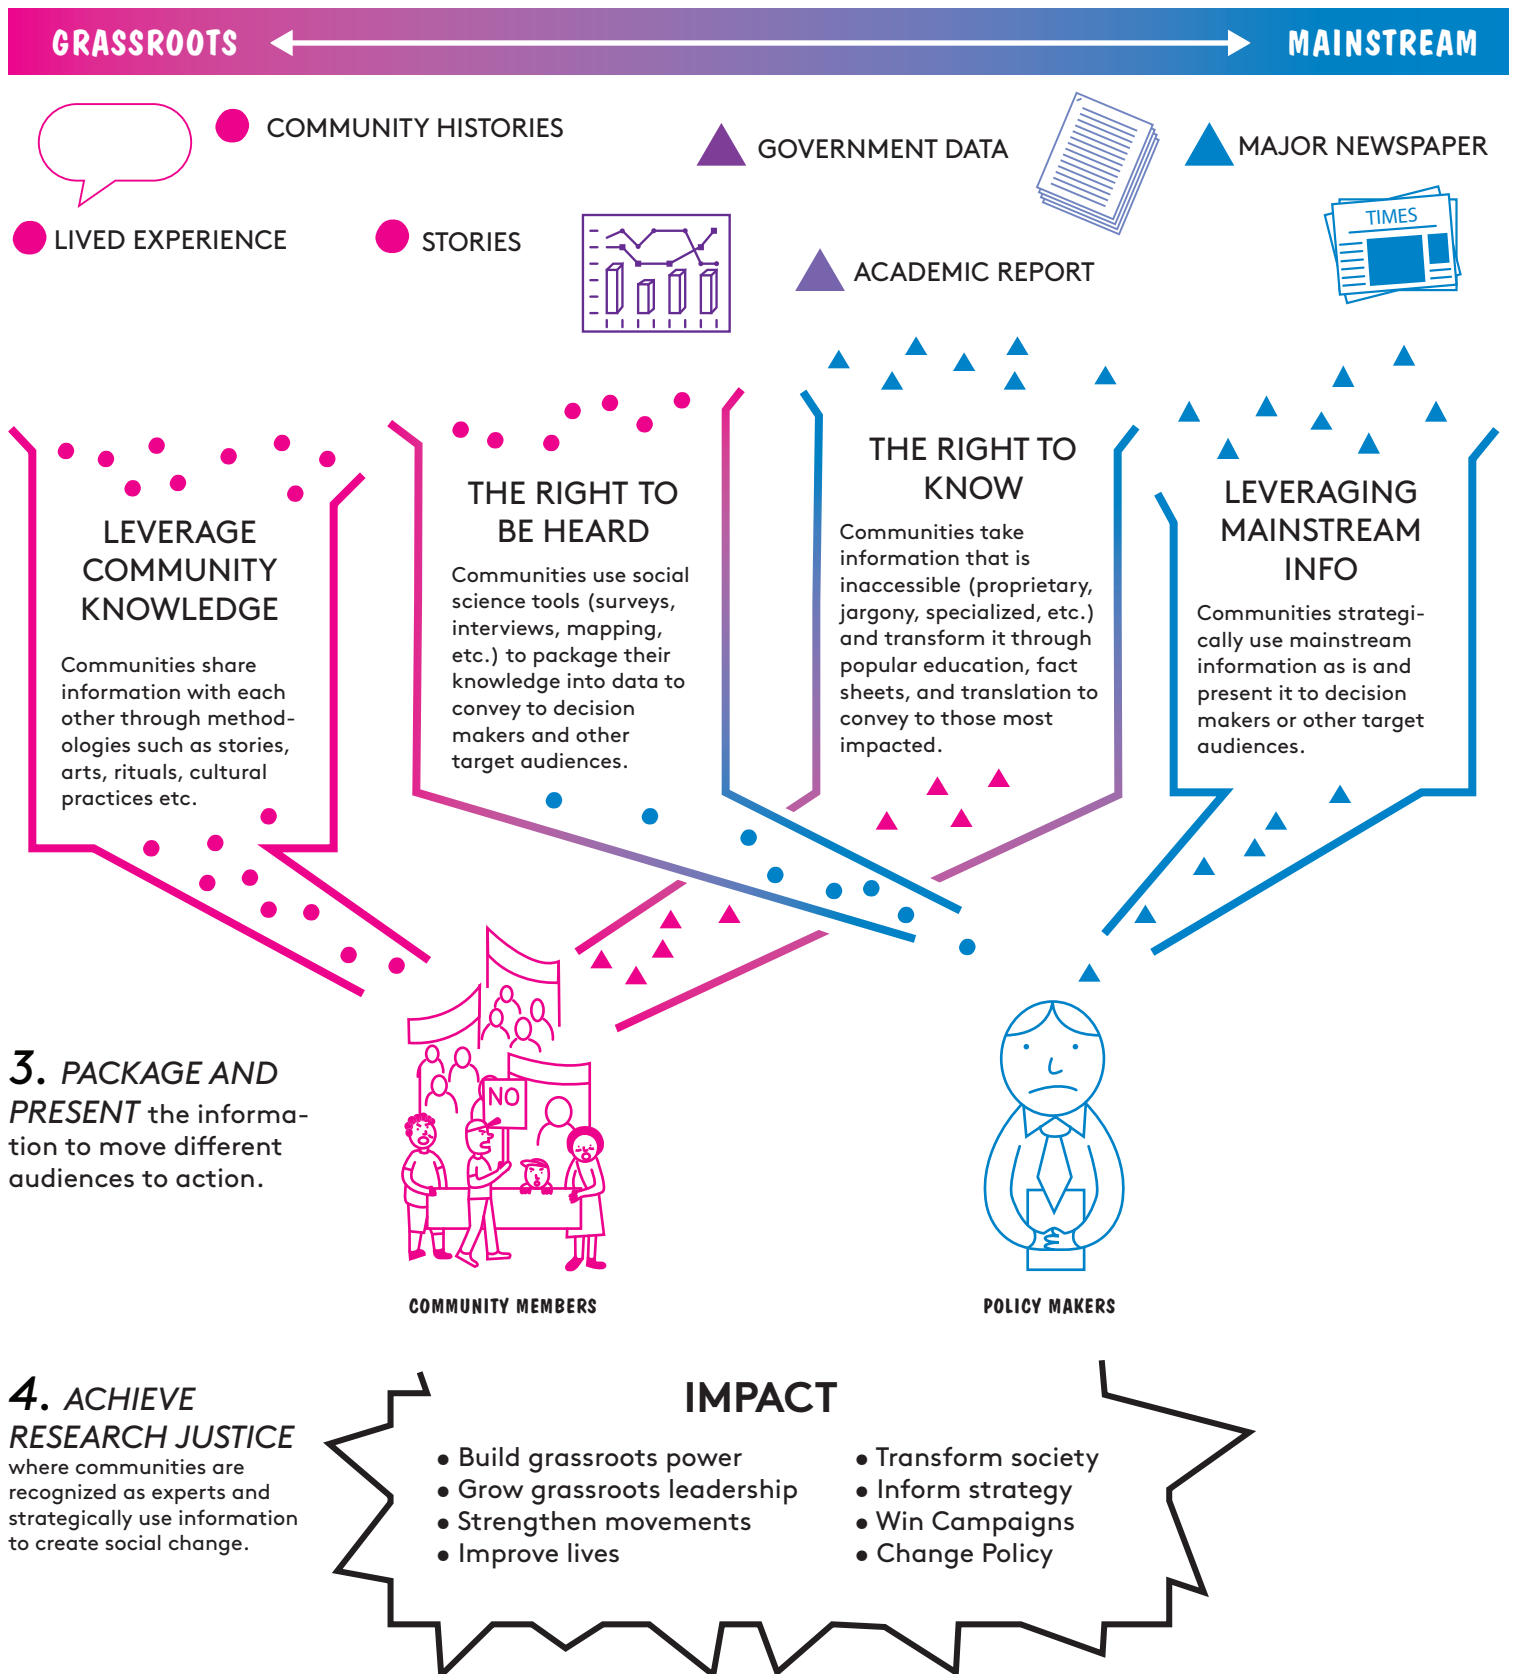 GRASSROOTS
MAINSTREAM
COMMUNITY HISTORIES
GOVERNMENT DATA
MAJOR NEWSPAPER
LIVED EXPERIENCE
STORIES
TIMES
ACADEMIC REPORT
LEVERAGE
COMMUNITY
KNOWLEDGE
Communities share
information with each
other through method-
ologies such as stories,
arts, rituals, cultural
practices etc.
THE RIGHT TO
BE HEARD
Communities use social
science tools (surveys,
interviews, mapping,
etc.) to package their
knowledge into data to
convey to decision
makers and other
target audiences.
THE RIGHT TO
KNOW
Communities take
information that is
inaccessible (proprietary,
jargony, specialized, etc.)
and transform it through
popular education, fact
sheets, and translation to
convey to those most
impacted.
LEVERAGING
MAINSTREAM
INFO
Communities strategi-
cally use mainstream
information as is and
present it to decision
makers or other target
audiences.
3. PACKAGE AND
PRESENT the informa-
tion to move different
audiences to action.
NO
COMMUNITY MEMBERS
POLICY MAKERS
4. ACHIEVE
RESEARCH JUSTICE
where communities are
recognized as experts and
strategically use information
to create social change.
IMPACT
• Build grassroots power
• Grow grassroots leadership
• Strengthen movements
• Improve lives
• Transform society
• Inform strategy
• Win Campaigns
• Change Policy